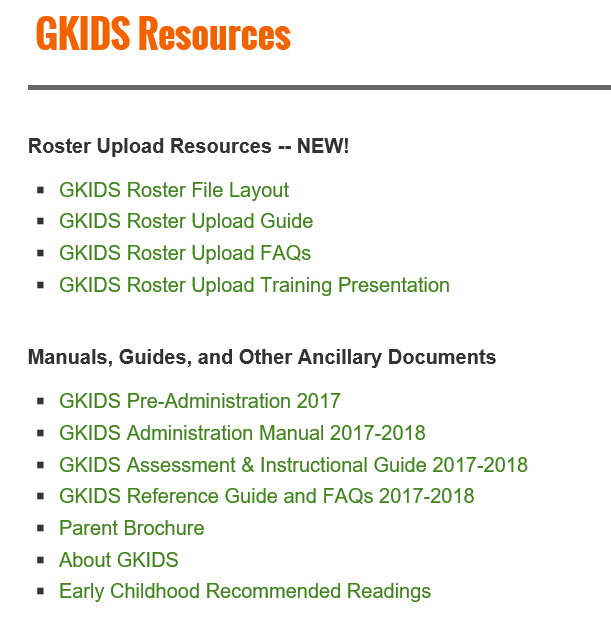 GKIDS Resources
Roster Upload Resources -- NEW!
GKIDS Roster File Layout
GKIDS Roster Upload Guide
GKIDS Roster Upload FAQs
GKIDS Roster Upload Training Presentation
Manuals, Guides, and Other Ancillary Documents
GKIDS Pre-Administration 2017
GKIDS Administration Manual 2017-2018
GKIDS Assessment & Instructional Guide 2017-2018
GKIDS Reference Guide and FAQs 2017-2018
Parent Brochure
About GKIDS
Early Childhood Recommended Readings